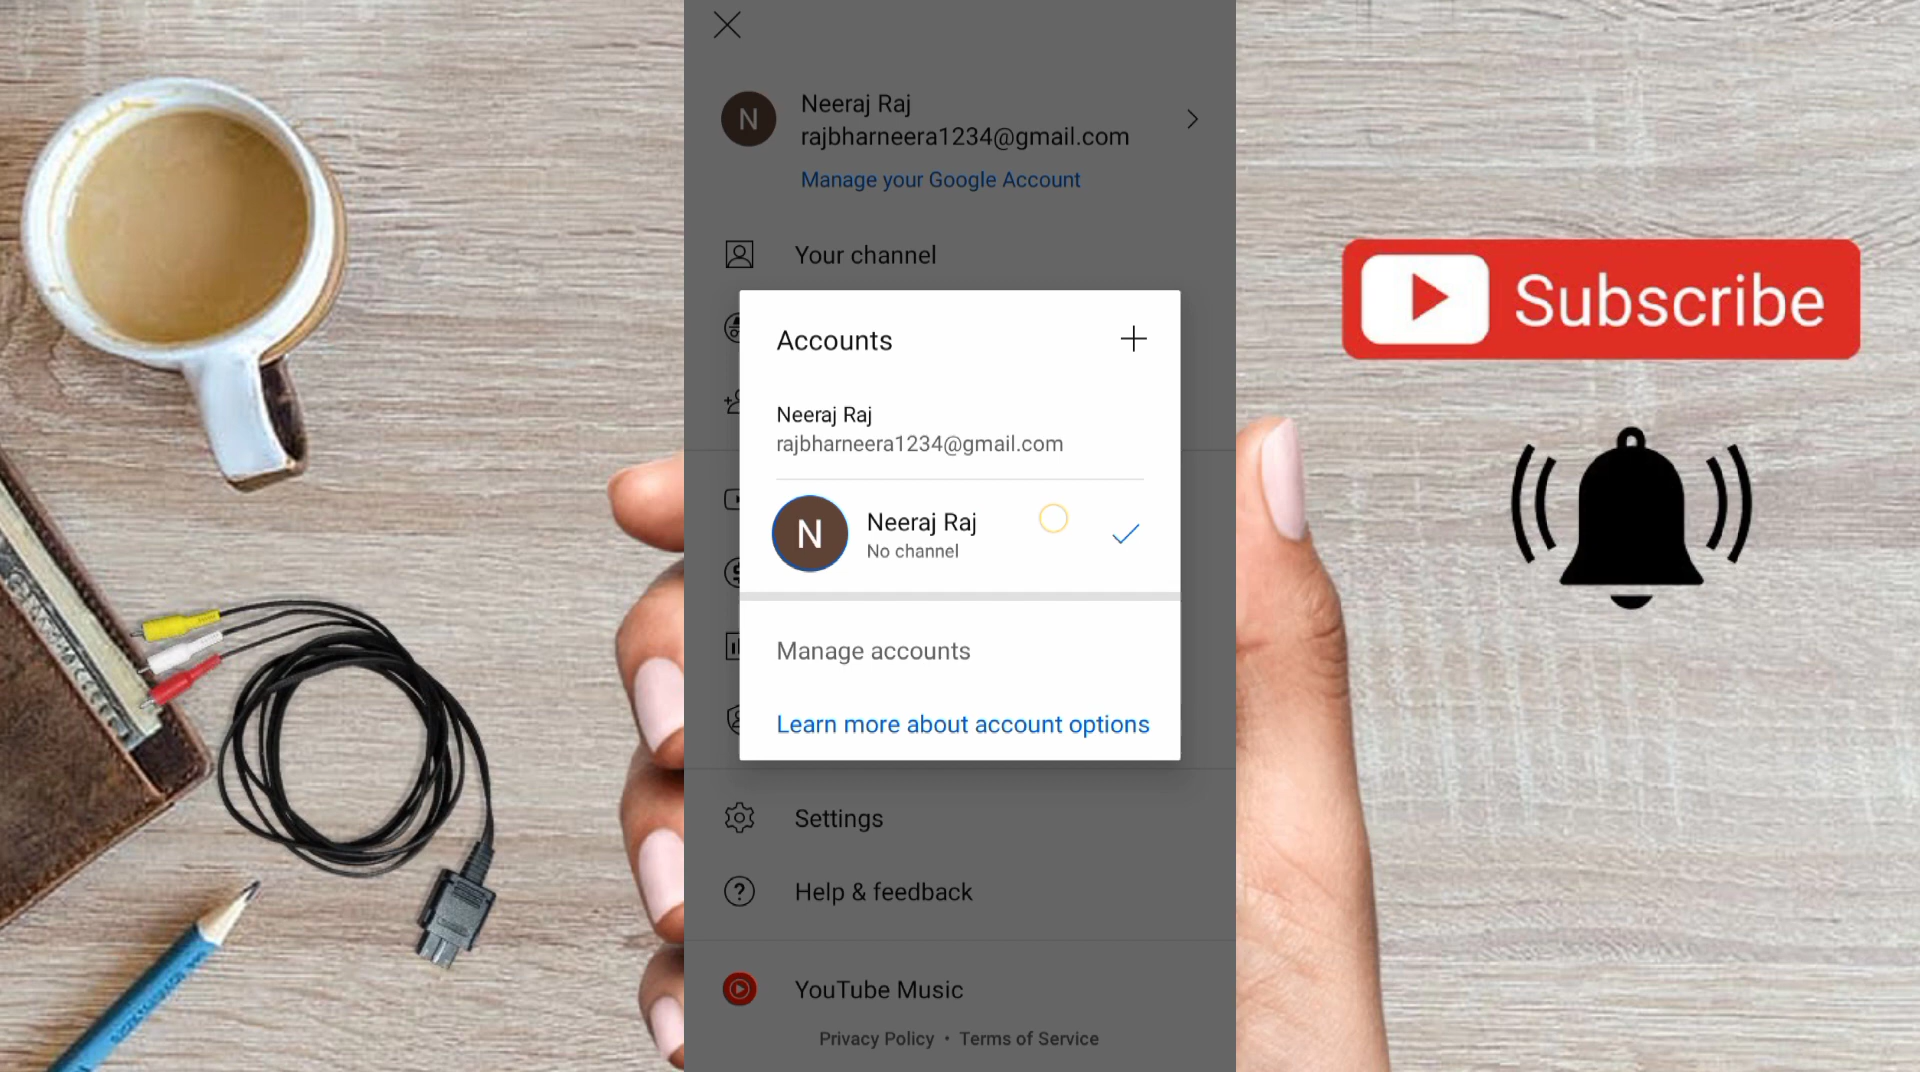 N
Neeraj Raj
rajbharneera1234@gmail.com
Manage your Google Account
Your channel
Accounts
Neeraj Raj
rajbharneera1234@gmail.com
N
Neeraj Raj
No channel
Manage accounts
Learn more about account options
Settings
Help & feedback
YouTube Music
Privacy Policy • Terms of Service
Subscribe